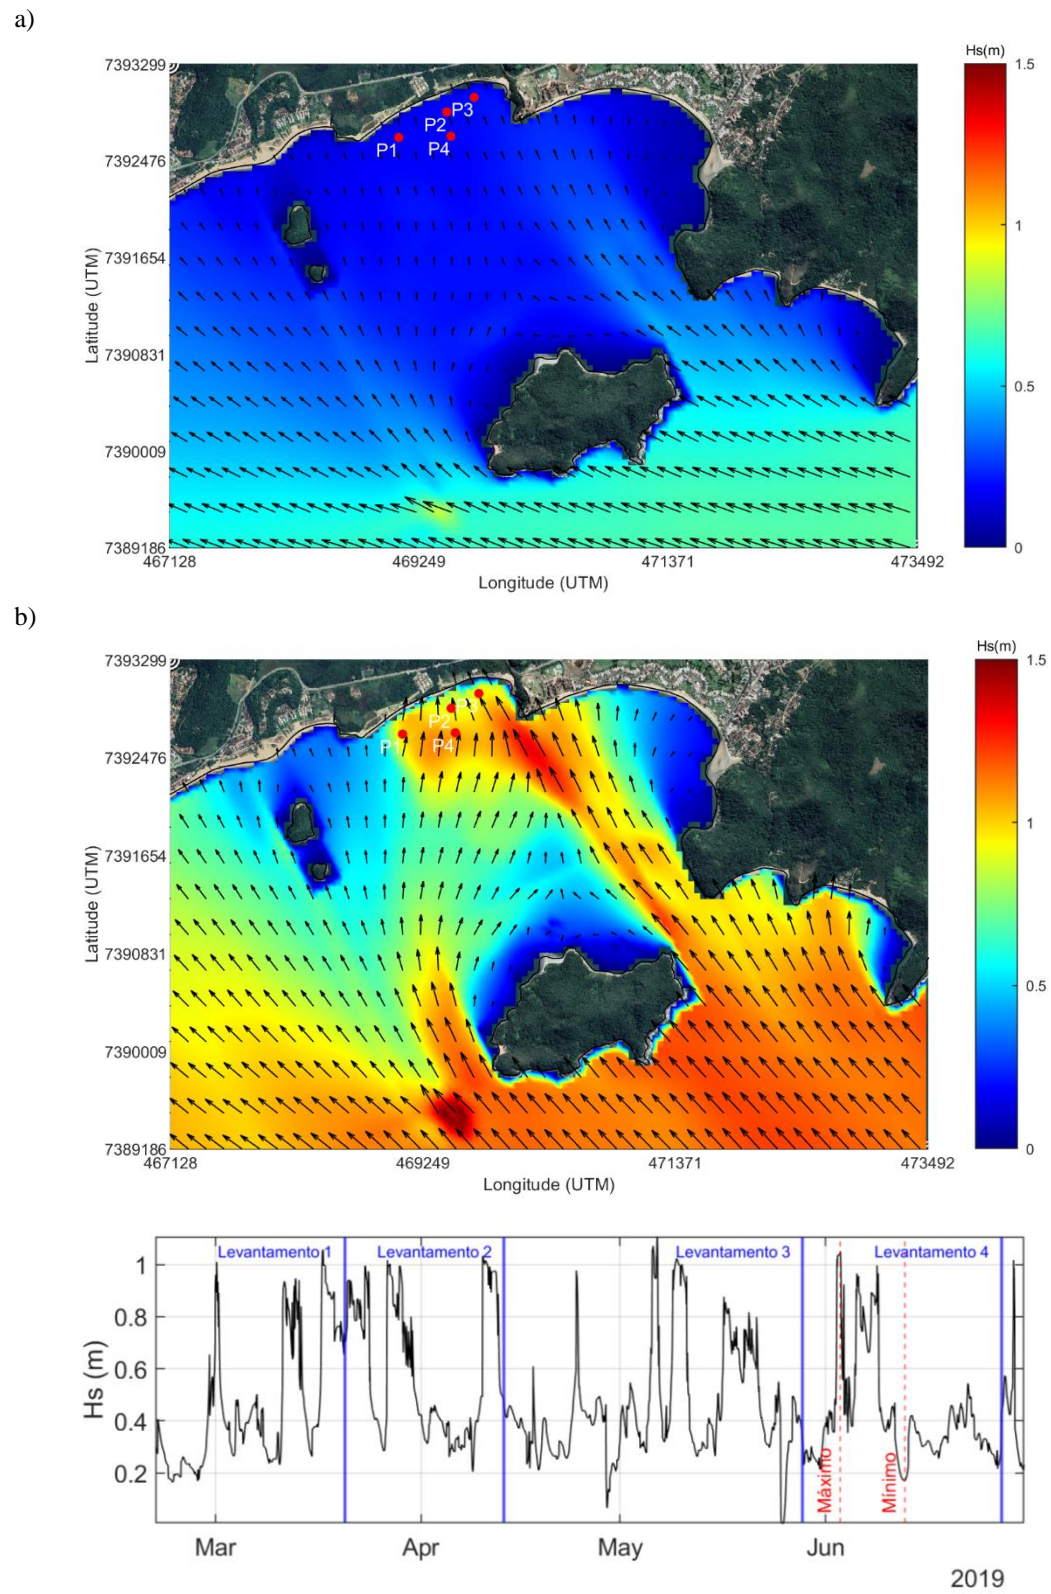 a)
Hs(m)
7393299
1.5
P3
P2
P1
P4
7392476
1
7391654
Latitude (UTM)
7390831
0.5
7390009
7389186
0
467128
469249
471371
473492
Longitude (UTM)
b)
Hs(m)
7393299
1.5
P3
P2
P1
P4
7392476
1
7391654
Latitude (UTM)
7390831
0.5
7390009
7389186
0
467128
469249
471371
473492
Longitude (UTM)
Levantamento 1
Levantamento 2
Levantamento 3
Levantamento 4
1
0.8
0.6
Hs (m)
0.4
0.2
Máximo
Mínimo
Mar
Apr
May
Jun
2019